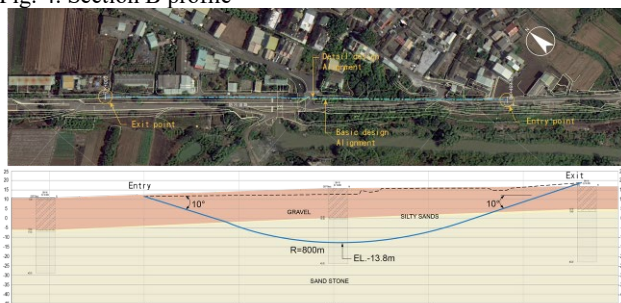 Fig. 4. Section B profile
Detail design
Alignment
Exit point
Basic design
Alignment
Entry point
Entry
Exit
10°
10°
GRAVEL
SILTY SANDS
R=800m
EL.-13.8m
SAND STONE